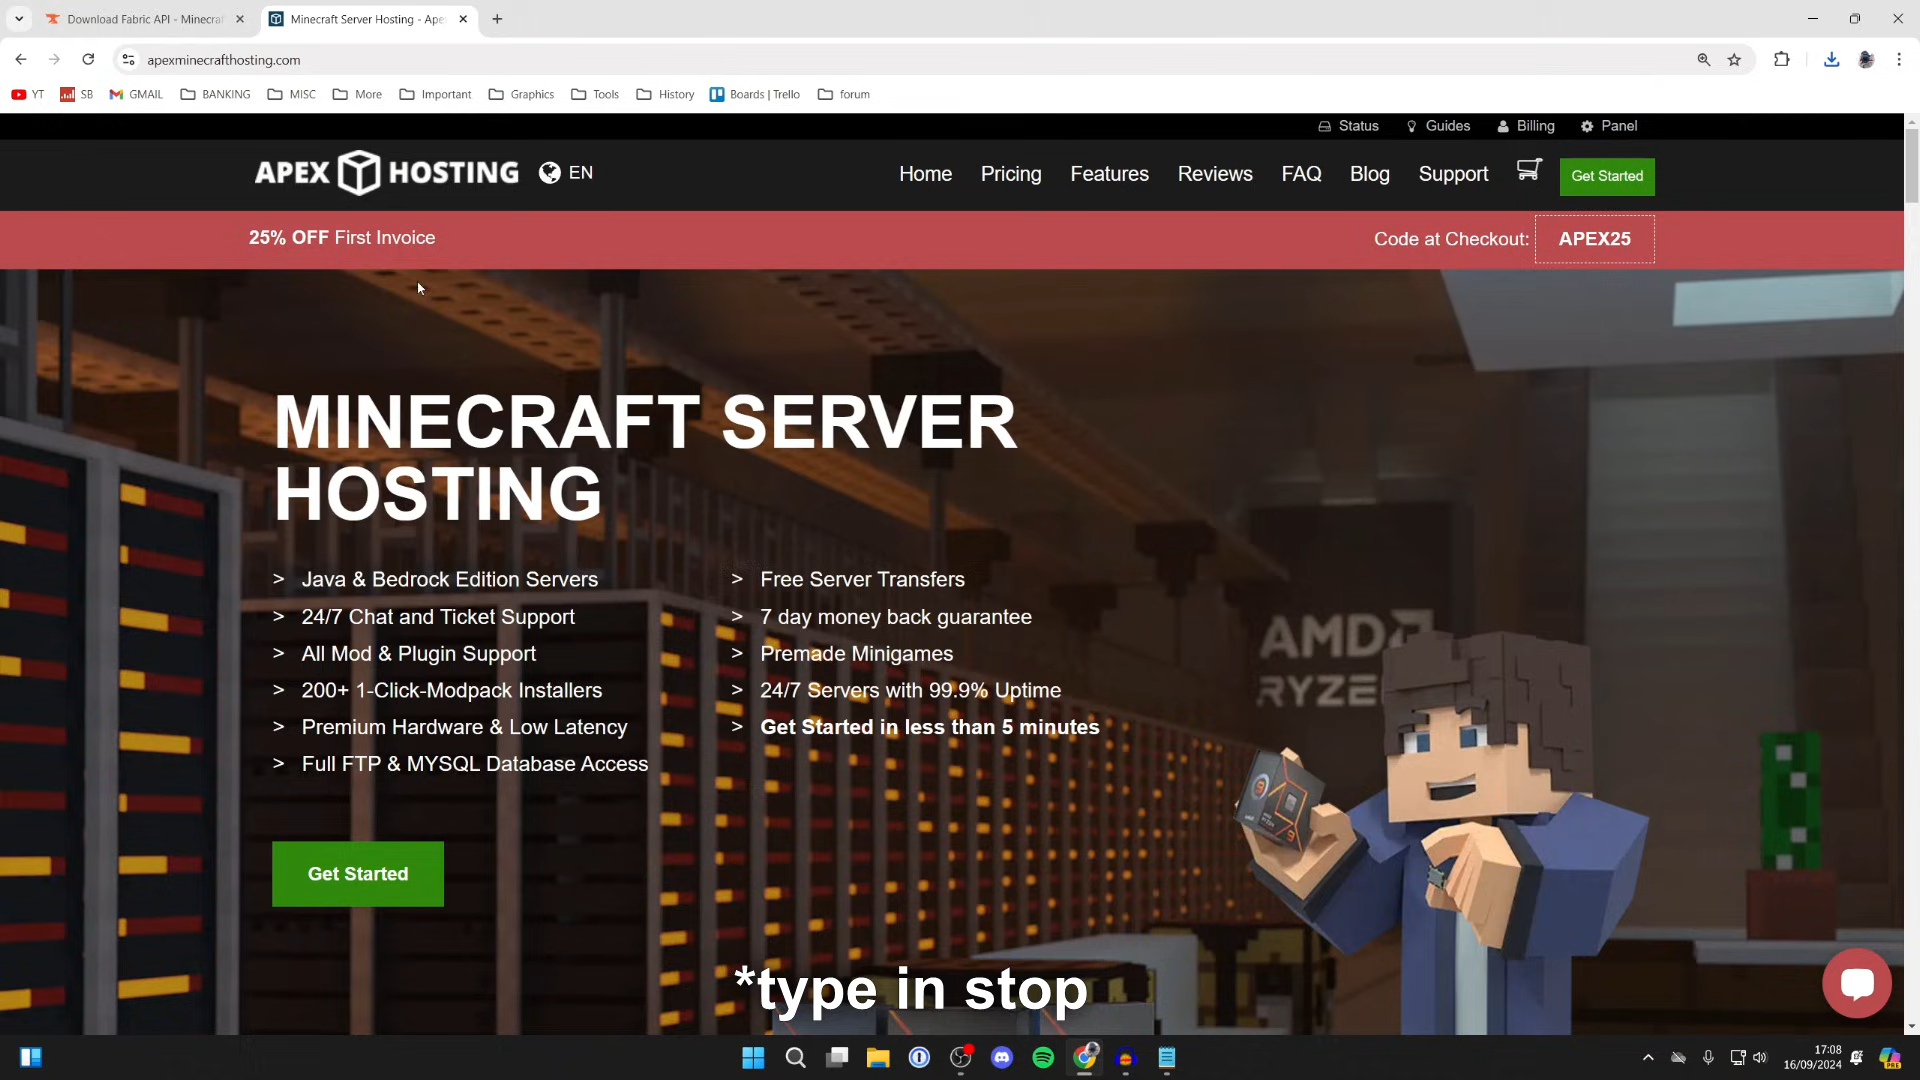 Download Fabric API - Minecraf
Minecraft Server Hosting - Ape
apexminecrafthosting.com
YT
SB
GMAIL
BANKING
MISC
More
Important
Graphics
Tools
History
Boards | Trello
forum
Status
Guides
Billing
Panel
APEX HOSTING
EN
Home
Pricing
Features
Reviews
FAQ
Blog
Support
Get Started
25% OFF First Invoice
Code at Checkout:
APEX25
MINECRAFT SERVER
HOSTING
> Java & Bedrock Edition Servers
> 24/7 Chat and Ticket Support
> All Mod & Plugin Support
> 200+ 1-Click-Modpack Installers
> Premium Hardware & Low Latency
> Full FTP & MYSQL Database Access
> Free Server Transfers
> 7 day money back guarantee
> Premade Minigames
> 24/7 Servers with 99.9% Uptime
> Get Started in less than 5 minutes
AMD
RYZE
Get Started
*type in stop
17:08
16/09/2024